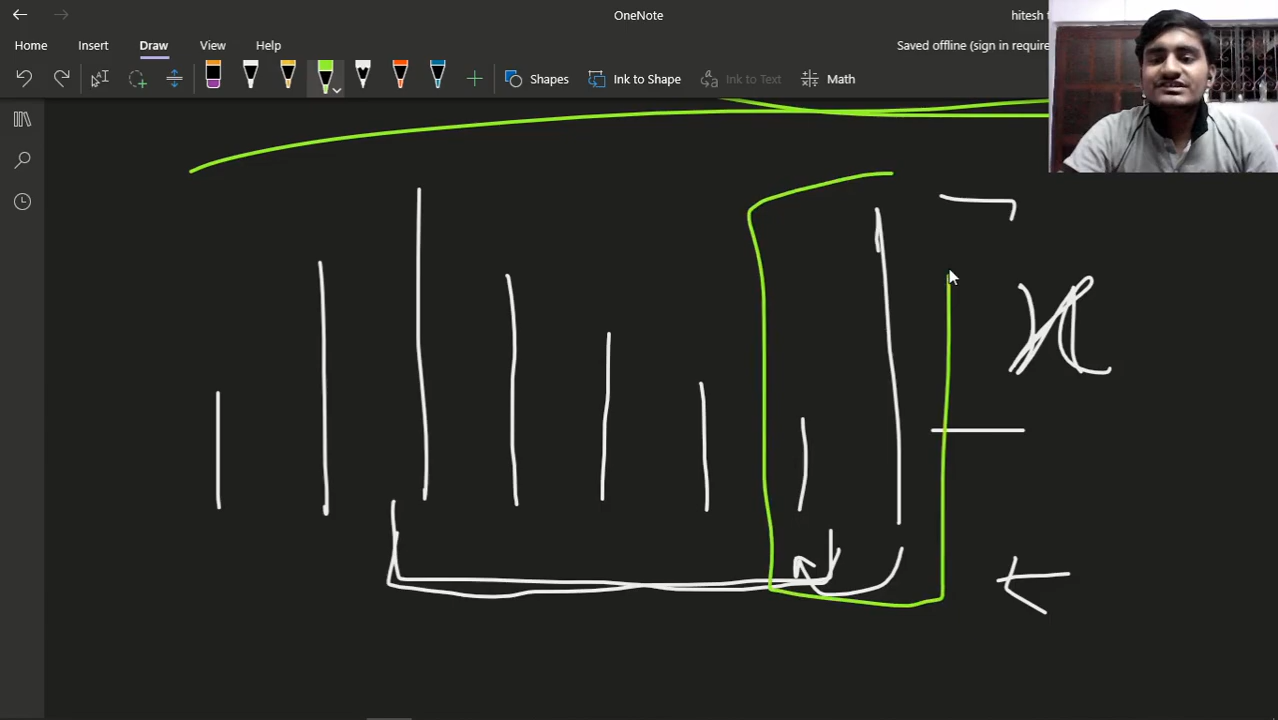 OneNote
hitesh
Home Insert Draw View Help
Saved offline (sign in require
Shapes Ink to Shape Ink to Text Math
x